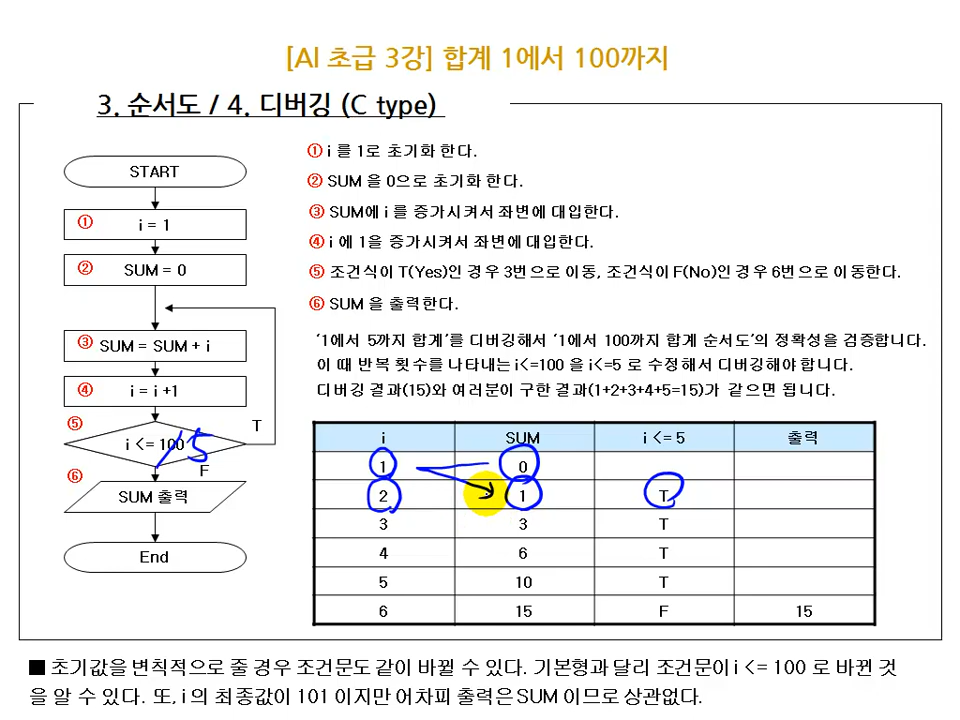 [AI 초급 3강] 합계 1에서 100까지
3. 순서도 / 4. 디버깅 (C type)
START
① i = 1
② SUM = 0
③ SUM = SUM + i
④ i = i +1
⑤ i <= 100 T
/5
F
⑥ SUM 출력
End
① i 를 1로 초기화 한다.
② SUM 을 0으로 초기화 한다.
③ SUM에 i 를 증가시켜서 좌변에 대입한다.
④ i 에 1을 증가시켜서 좌변에 대입한다.
⑤ 조건식이 T(Yes)인 경우 3번으로 이동, 조건식이 F(No)인 경우 6번으로 이동한다.
⑥ SUM 을 출력한다.
'1에서 5까지 합계'를 디버깅해서 '1에서 100까지 합계 순서도'의 정확성을 검증합니다.
이 때 반복 횟수를 나타내는 i<=100 을 i<=5 로 수정해서 디버깅해야 합니다.
디버깅 결과(15)와 여러분이 구한 결과(1+2+3+4+5=15)가 같으면 됩니다.
i SUM i <= 5 출력
1 0
2 1 T
3 3 T
4 6 T
5 10 T
6 15 F 15
■ 초기값을 변칙적으로 줄 경우 조건문도 같이 바뀔 수 있다. 기본형과 달리 조건문이 i <= 100 로 바뀐 것
을 알 수 있다. 또, i 의 최종값이 101 이지만 어차피 출력은 SUM 이므로 상관없다.